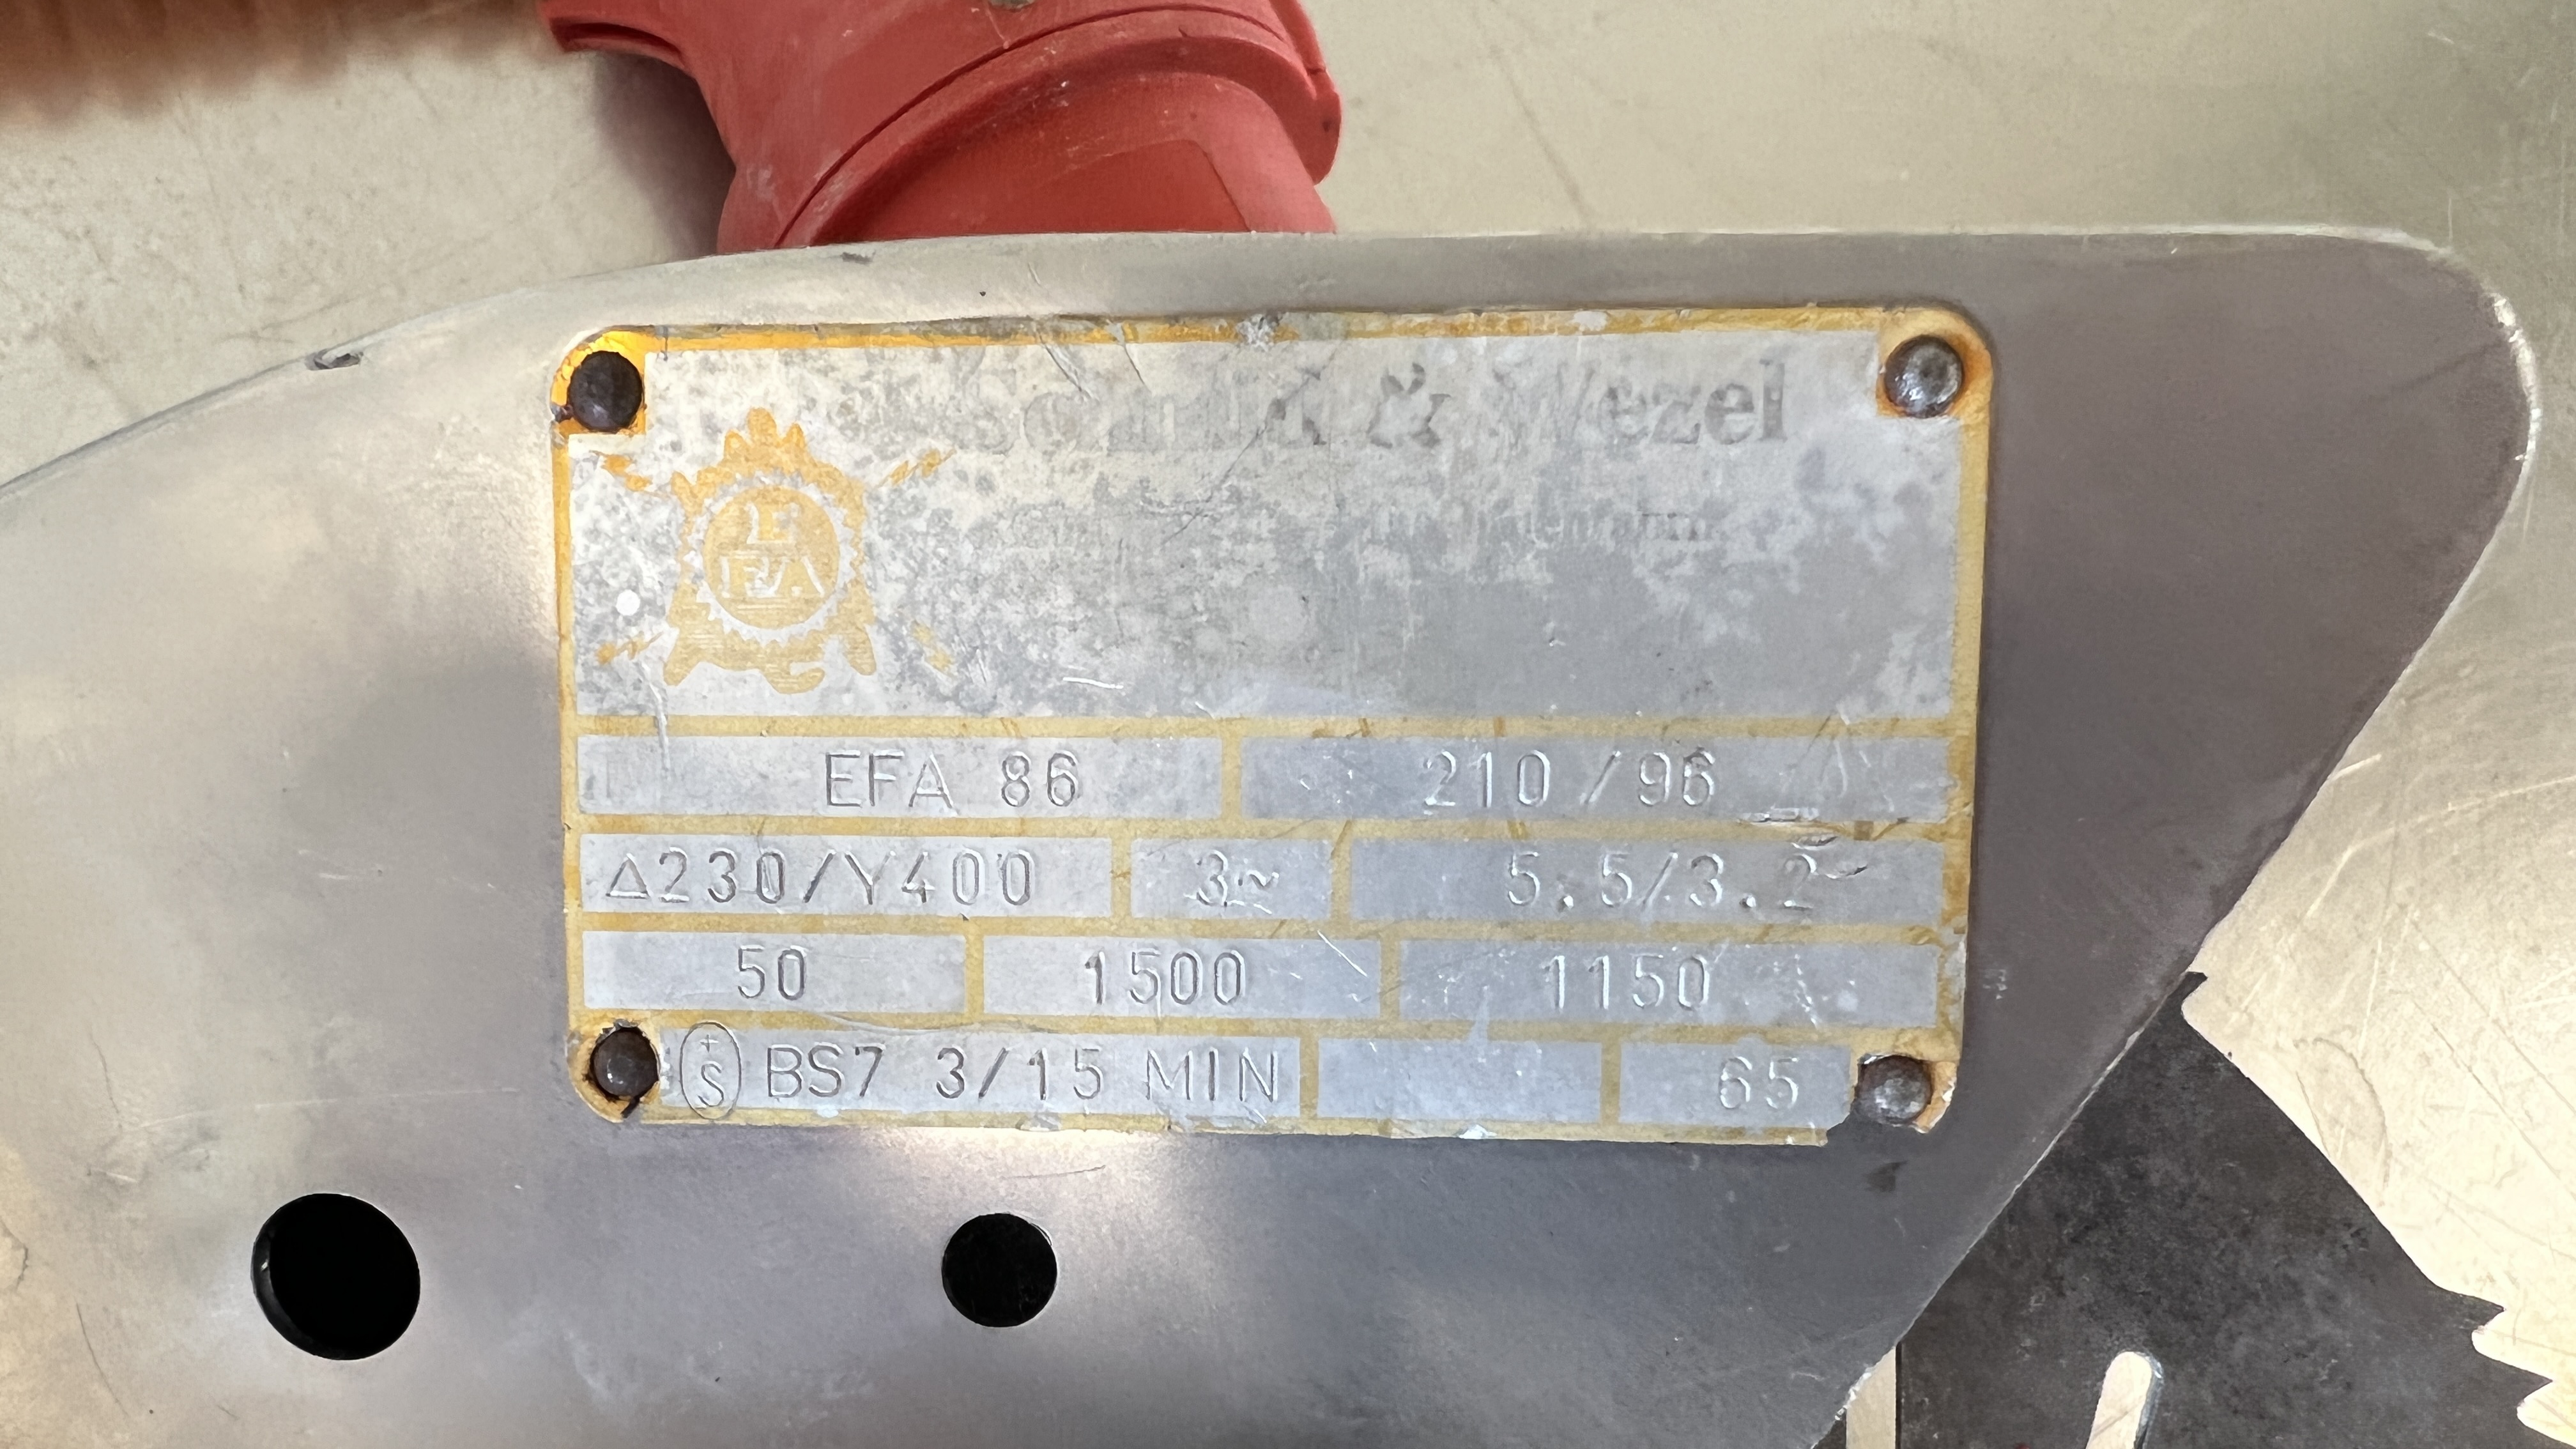 Schmid & Wezel
E
EFA
EFA 86 210/96
Δ230/Y400 3~ 5.5/3.2
50 1500 1150
+S BS7 3/15 MIN 65